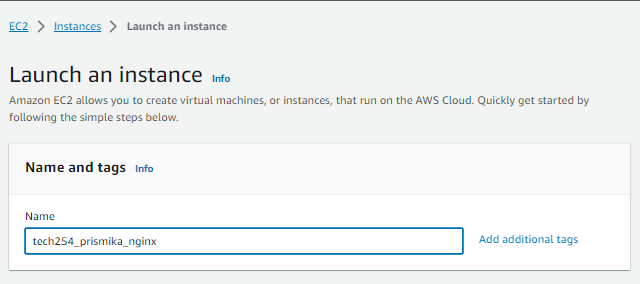 EC2 > Instances > Launch an instance
Launch an instance Info
Amazon EC2 allows you to create virtual machines, or instances, that run on the AWS Cloud. Quickly get started by
following the simple steps below.
Name and tags Info
Name
tech254_prismika_nginx Add additional tags